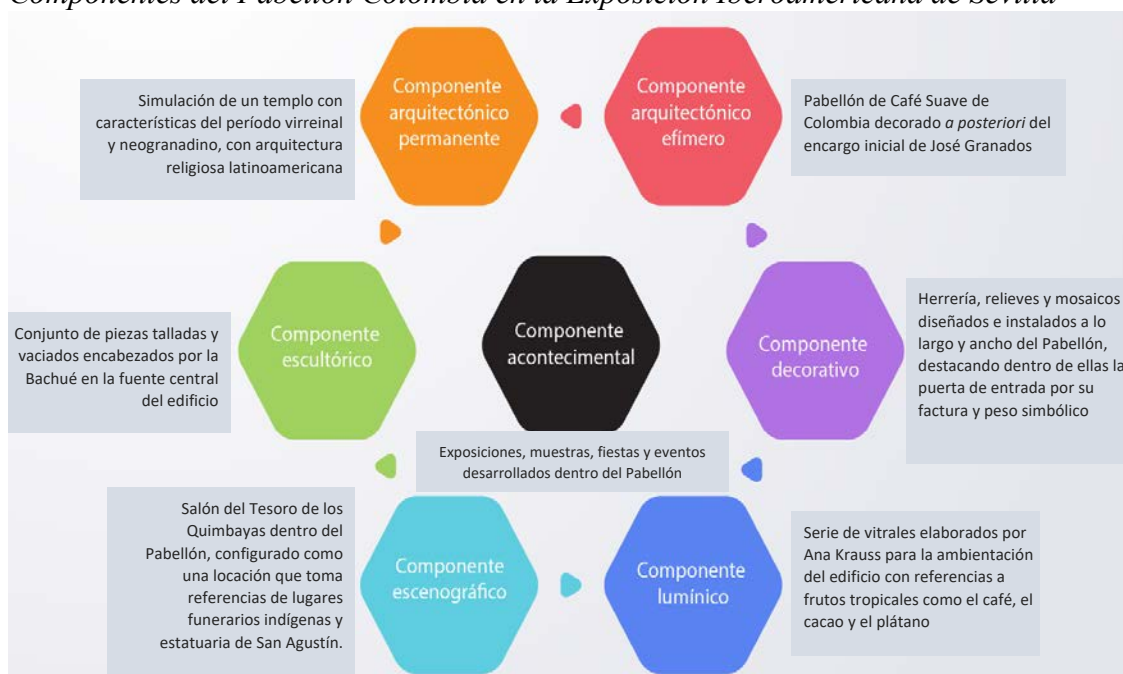 Componentes del Pabellón Colombia en la Exposición Iberoamericana de Sevilla
Simulación de un templo con
características del período virreinal
y neogranadino, con arquitectura
religiosa latinoamericana
Componente
arquitectónico
permanente
Componente
arquitectónico
efímero
Pabellón de Café Suave de
Colombia decorado a posteriori del
encargo inicial de José Granados
Conjunto de piezas talladas y
vaciados encabezados por la
Bachué en la fuente central
del edificio
Componente
escultórico
Componente
acontecimental
Componente
decorativo
Herrería, relieves y mosaicos
diseñados e instalados a lo
largo y ancho del Pabellón,
destacando dentro de ellas la
puerta de entrada por su
factura y peso simbólico
Exposiciones, muestras, fiestas y eventos
desarrollados dentro del Pabellón
Salón del Tesoro de los
Quimbayas dentro del
Pabellón, configurado como
una locación que toma
referencias de lugares
funerarios indígenas y
estatuaria de San Agustín.
Componente
escenográfico
Componente
lumínico
Serie de vitrales elaborados por
Ana Krauss para la ambientación
del edificio con referencias a
frutos tropicales como el café, el
cacao y el plátano